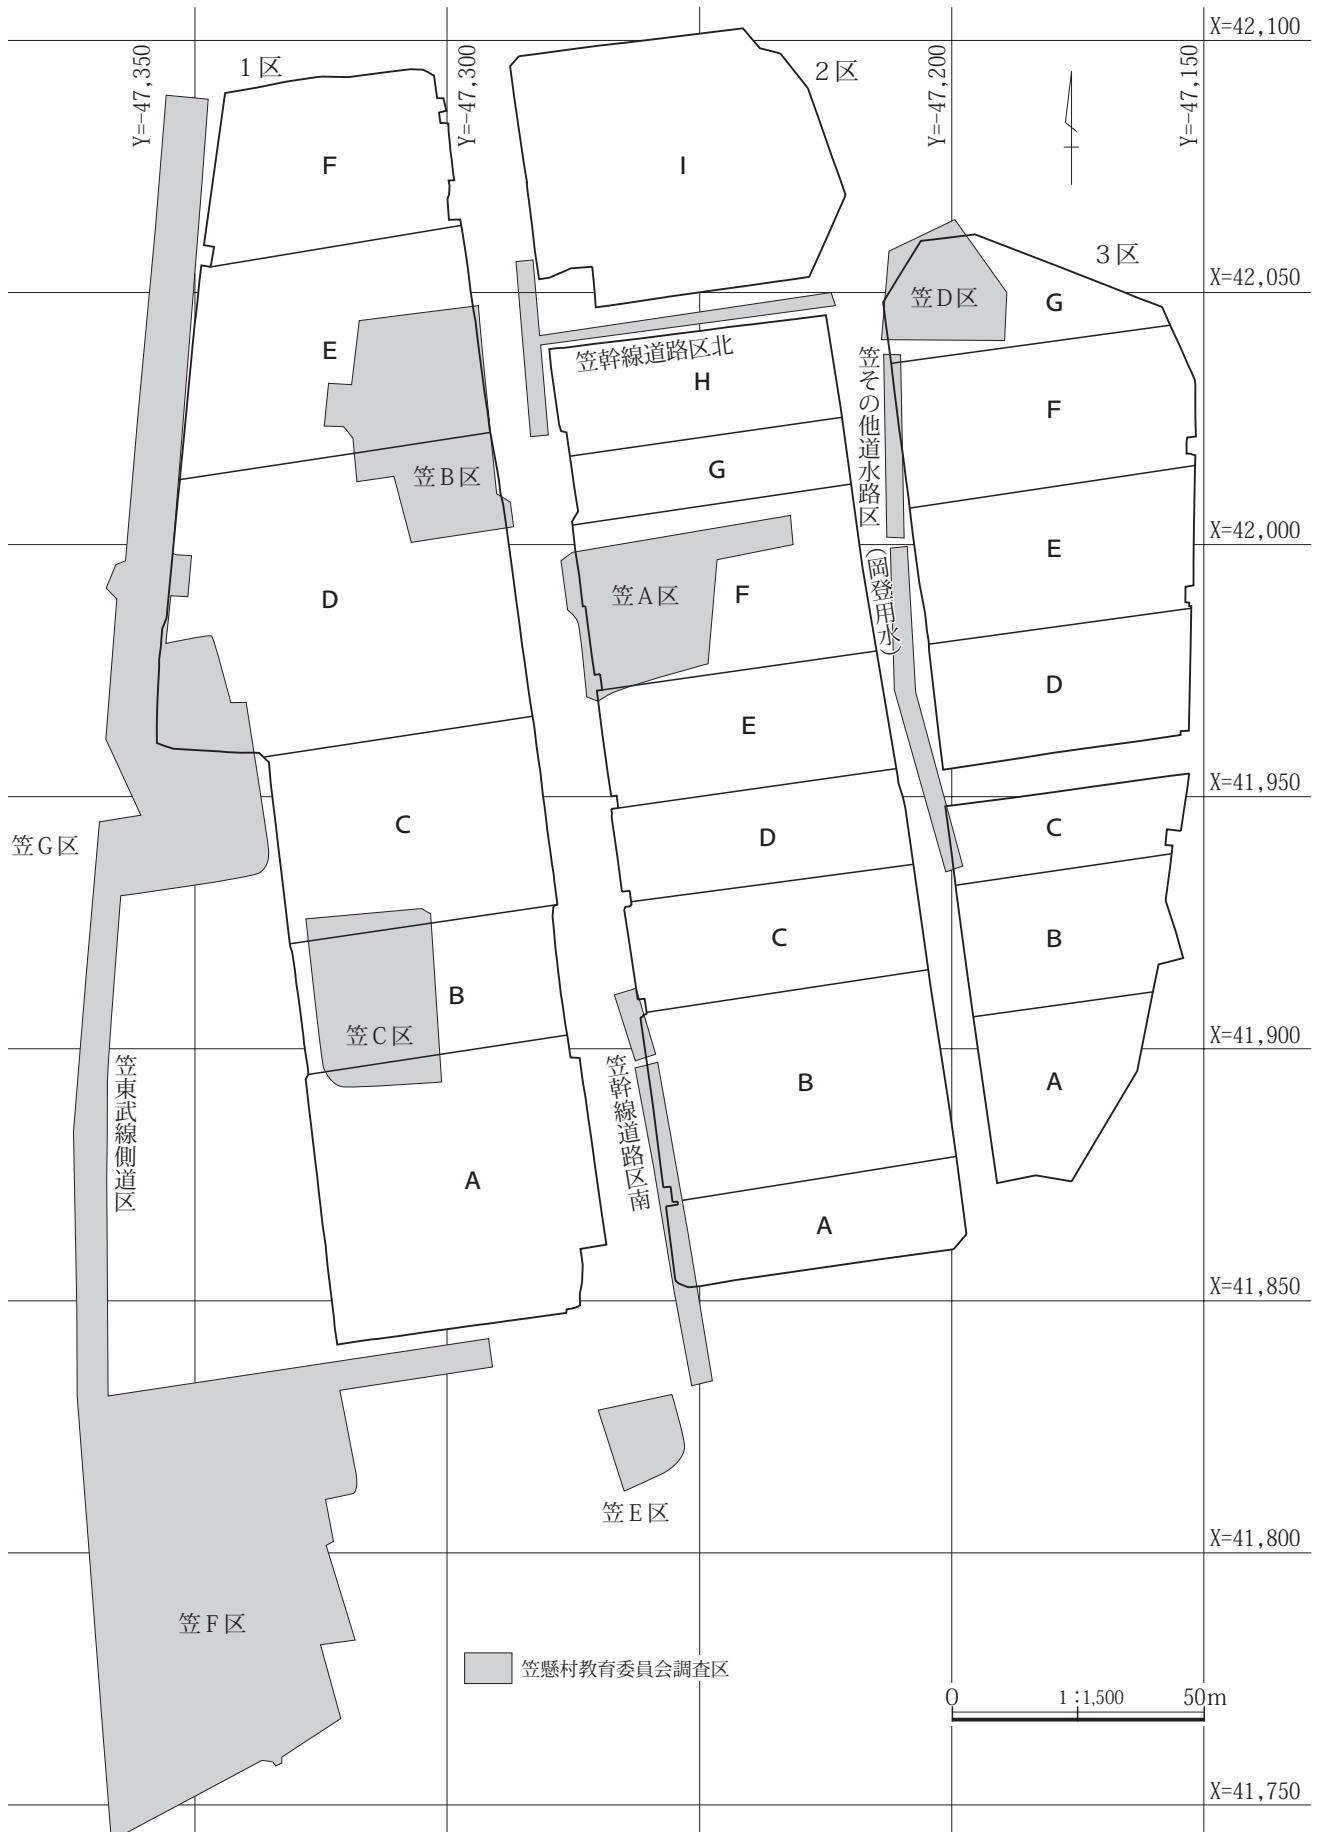 X=42,100
Y=-47,350
1区
Y=-47,300
2区
Y=-47,200
Y=-47,150
F
I
3区
X=42,050
笠D区
G
E
笠幹線道路区北
H
笠その他道水路区
(岡登用水)
F
笠B区
G
X=42,000
D
笠A区
F
E
D
E
X=41,950
笠G区
C
D
C
C
B
B
笠C区
X=41,900
笠東武線側道区
笠幹線道路区南
B
A
A
A
X=41,850
笠E区
X=41,800
笠F区
笠懸村教育委員会調査区
0
1:1,500
50m
X=41,750